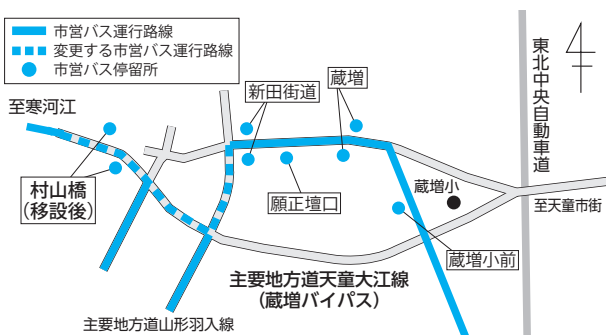 市営バス運行路線
変更する市営バス運行路線
市営バス停留所
至寒河江
新田街道
蔵増
東北中央自動車道
村山橋
(移設後)
願正壇口
蔵増小
至天童市街
蔵増小前
主要地方道天童大江線
(蔵増バイパス)
主要地方道山形羽入線